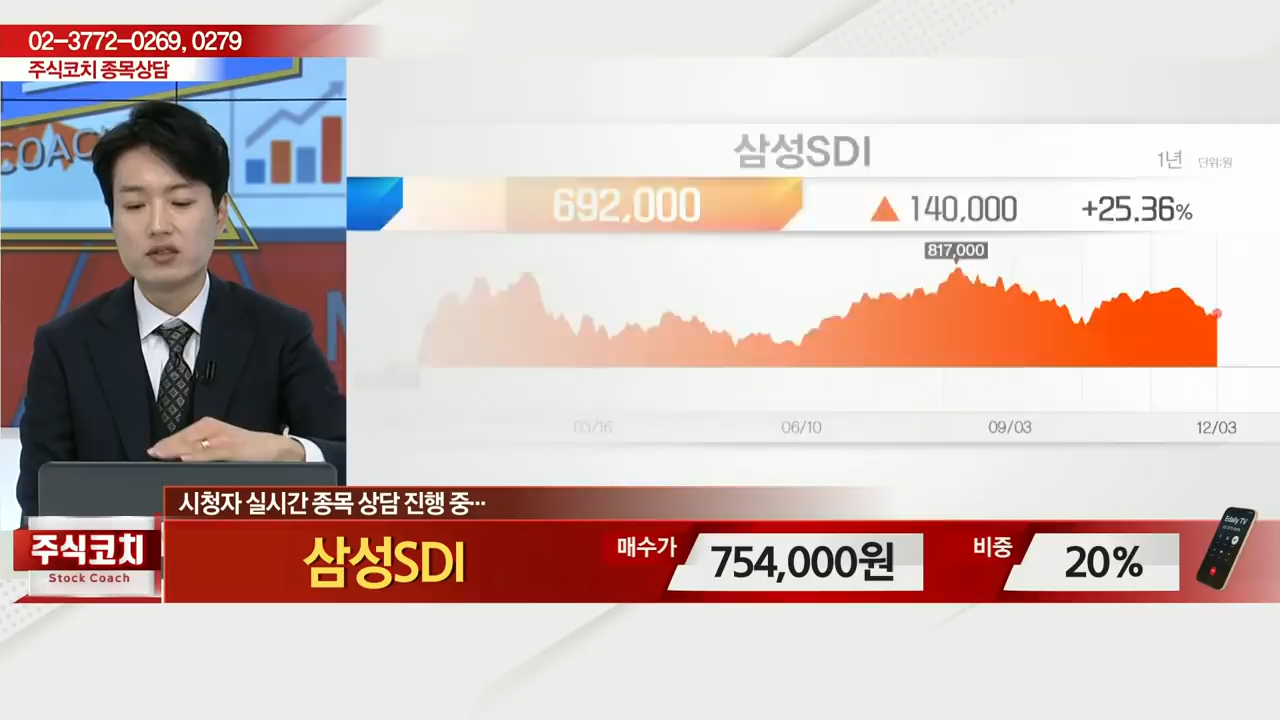 02-3772-0269, 0279
주식코치 종목상담
COACH
삼성SDI
1년 단위:원
692,000 ▲ 140,000 +25.36%
817,000
03/16 06/10 09/03 12/03
시청자 실시간 종목 상담 진행 중...
주식코치
Stock Coach
삼성SDI
매수가 754,000원
비중 20%
Edaily TV